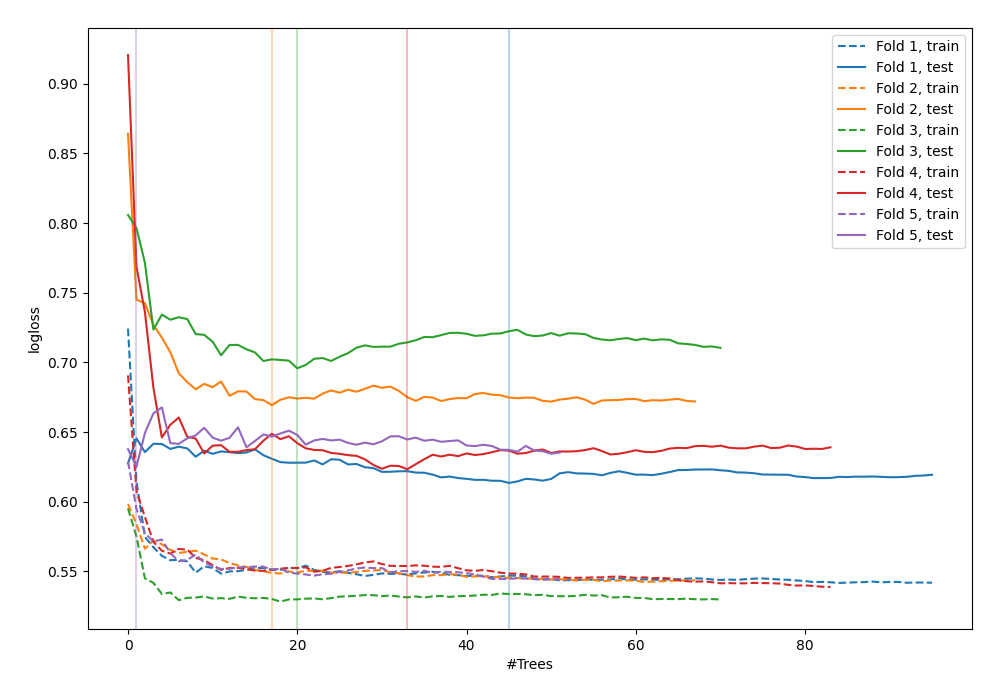 0.90
0.85
0.80
0.75
0.70
0.65
0.60
0.55
logloss
0
20
40
60
80
#Trees
Fold 1, train
Fold 1, test
Fold 2, train
Fold 2, test
Fold 3, train
Fold 3, test
Fold 4, train
Fold 4, test
Fold 5, train
Fold 5, test